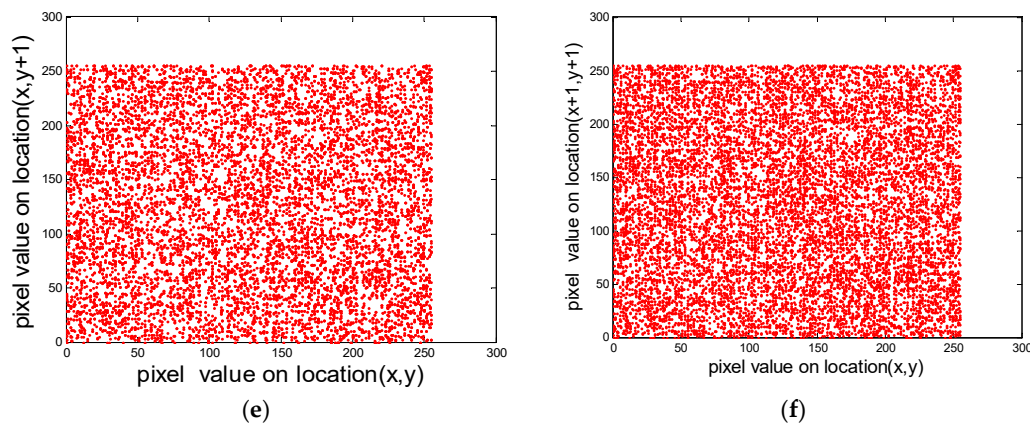 300
250
200
150
100
50
0
pixel value on location(x,y+1)
0 50 100 150 200 250 300
pixel value on location(x,y)
(e)
300
250
200
150
100
50
0
pixel value on location(x+1,y+1)
0 50 100 150 200 250 300
pixel value on location(x,y)
(f)